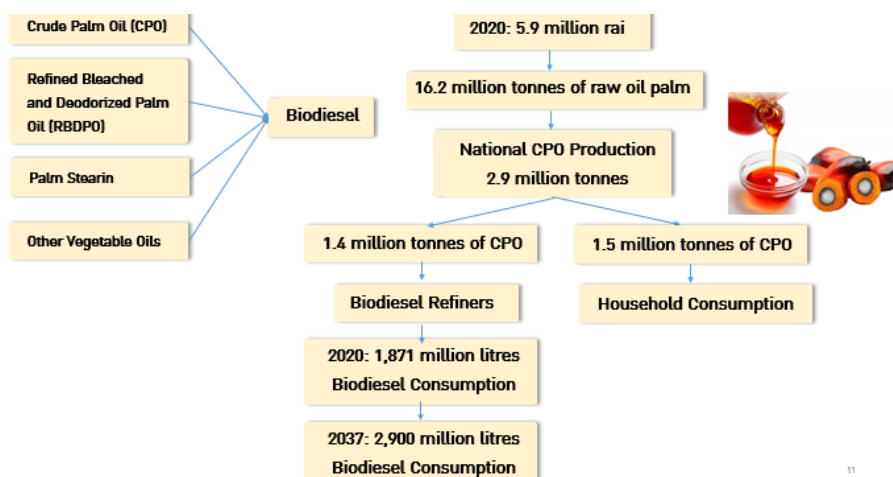 Crude Palm Oil (CPO)
Refined Bleached
and Deodorized Palm
Oil (RBDPO)
Palm Stearin
Other Vegetable Oils
Biodiesel
2020: 5.9 million rai
16.2 million tonnes of raw oil palm
National CPO Production
2.9 million tonnes
1.4 million tonnes of CPO
1.5 million tonnes of CPO
Biodiesel Refiners
Household Consumption
2020: 1,871 million litres
Biodiesel Consumption
2037: 2,900 million litres
Biodiesel Consumption
11